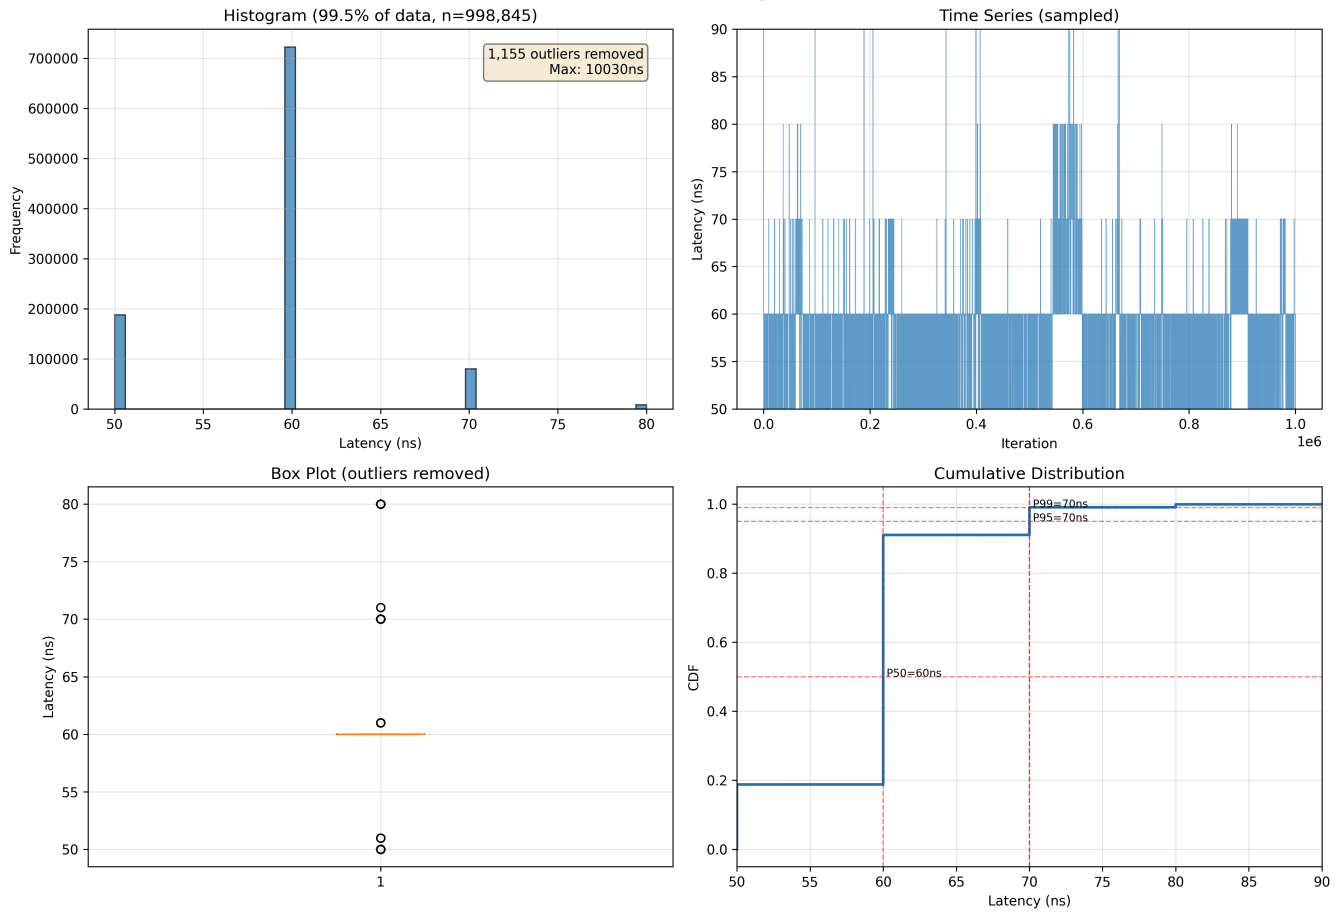 Histogram (99.5% of data, n=998,845)
700000
600000
500000
400000
300000
200000
100000
0
Frequency
1,155 outliers removed
Max: 10030ns
50 55 60 65 70 75 80
Latency (ns)
Time Series (sampled)
90
85
80
75
70
65
60
55
50
Latency (ns)
0.0 0.2 0.4 0.6 0.8 1.0
1e6
Iteration
Box Plot (outliers removed)
80
75
70
65
60
55
50
Latency (ns)
1
Cumulative Distribution
1.0
0.8
0.6
0.4
0.2
0.0
CDF
P99=70ns
P95=70ns
P50=60ns
50 55 60 65 70 75 80 85 90
Latency (ns)